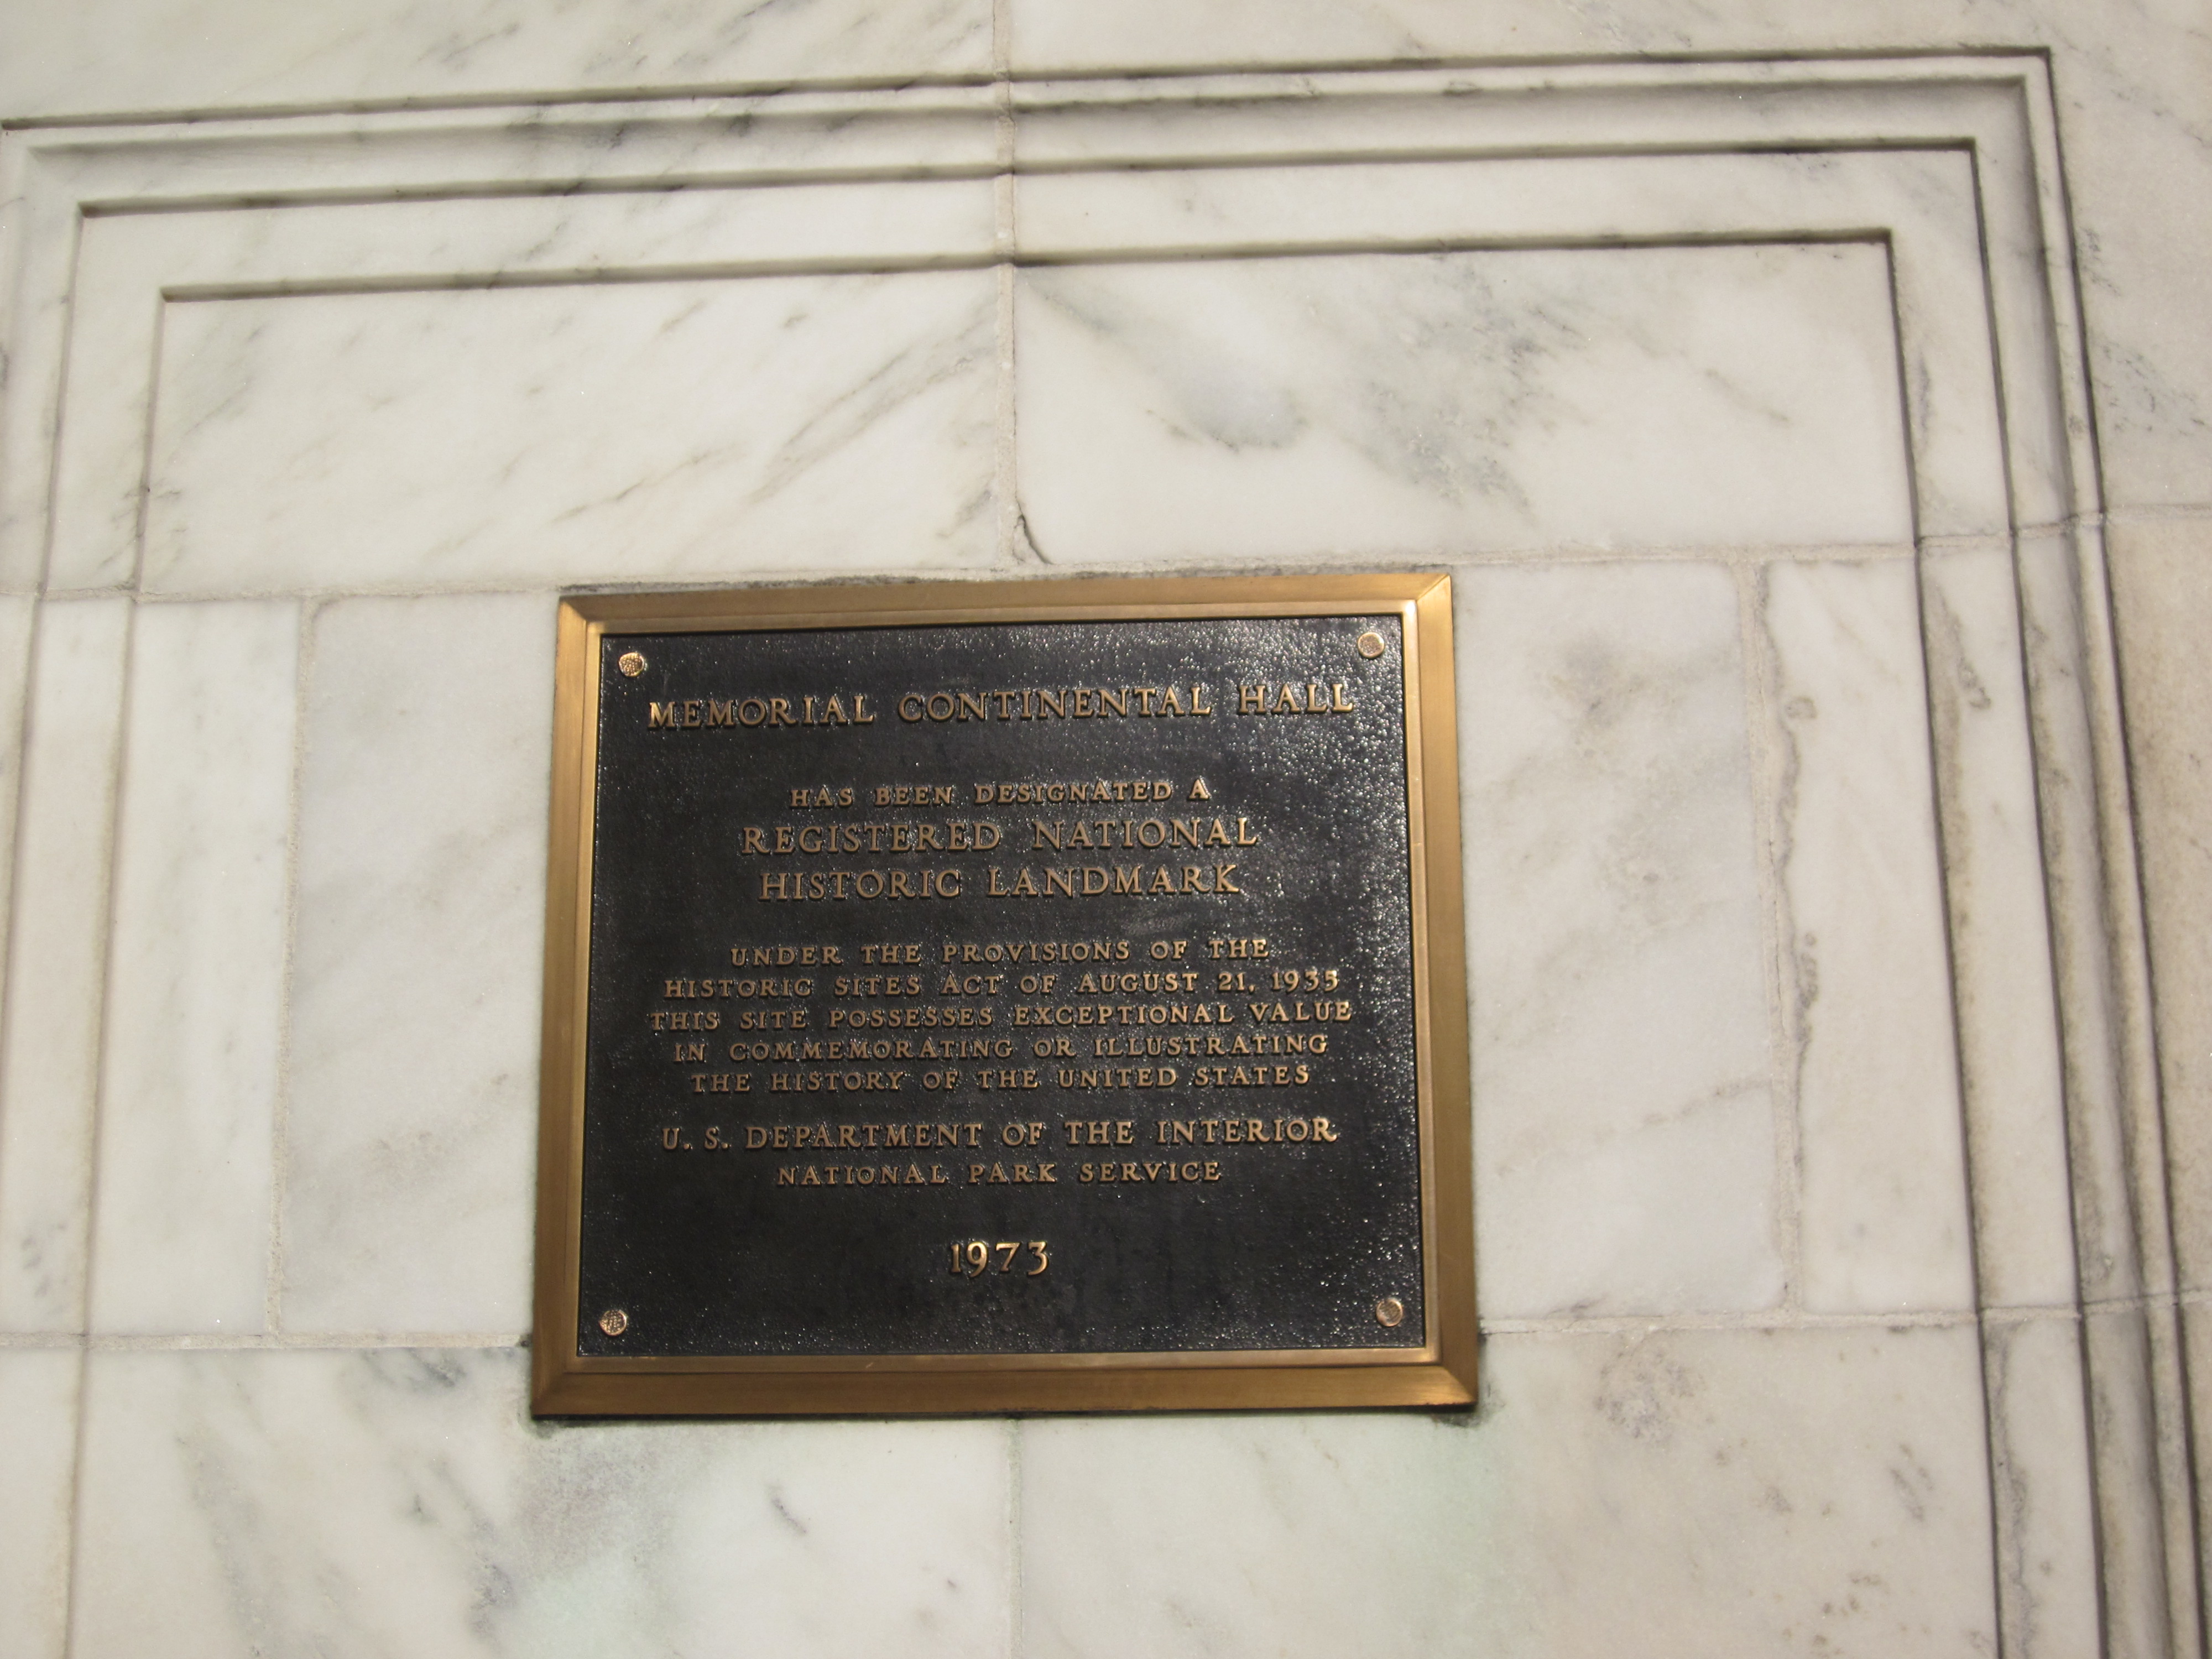 MEMORIAL CONTINENTAL HALL
HAS BEEN DESIGNATED A
REGISTERED NATIONAL
HISTORIC LANDMARK
UNDER THE PROVISIONS OF THE
HISTORIC SITES ACT OF AUGUST 21, 1935
THIS SITE POSSESSES EXCEPTIONAL VALUE
IN COMMEMORATING OR ILLUSTRATING
THE HISTORY OF THE UNITED STATES
U. S. DEPARTMENT OF THE INTERIOR
NATIONAL PARK SERVICE
1973